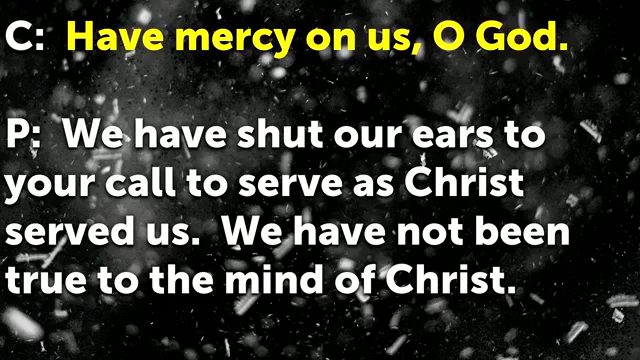 C: Have mercy on us, O God.
P: We have shut our ears to
your call to serve as Christ
served us. We have not been
true to the mind of Christ.